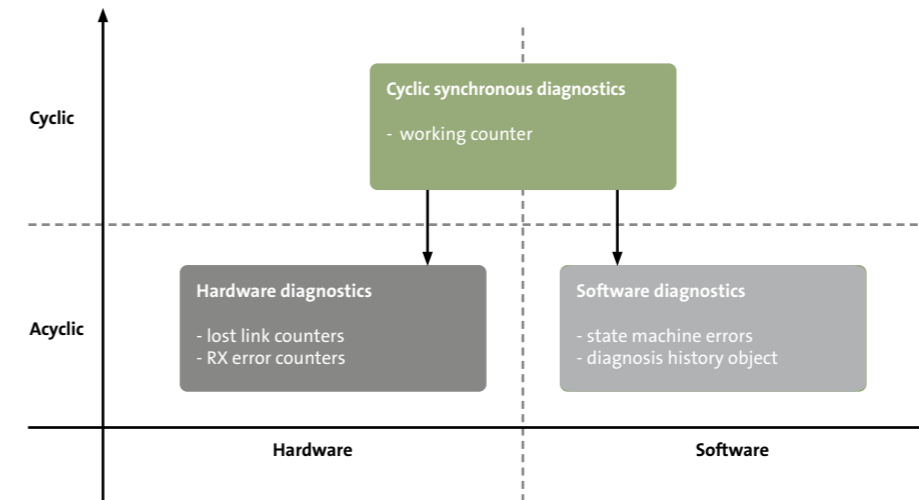 Cyclic synchronous diagnostics
- working counter
Cyclic
Hardware diagnostics
- lost link counters
- RX error counters
Software diagnostics
- state machine errors
- diagnosis history object
Acyclic
Hardware
Software